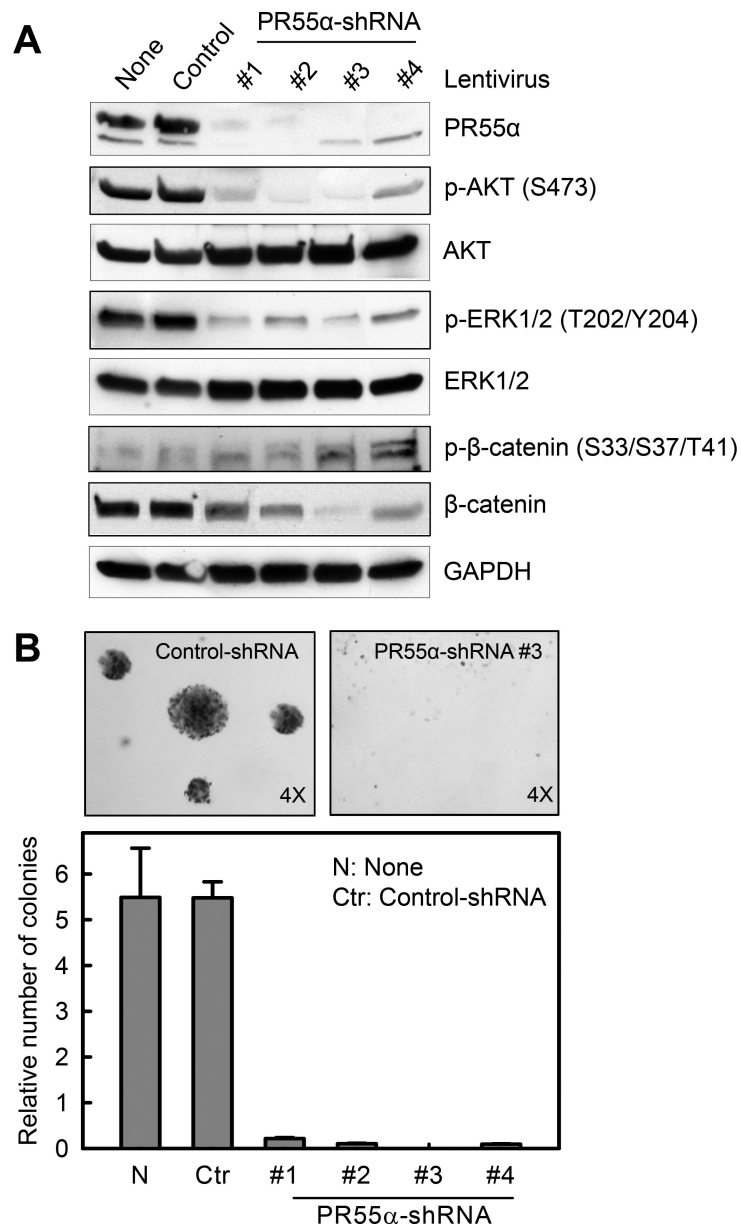 A
PR55α-shRNA
None Control #1 #2 #3 #4 Lentivirus
PR55α
p-AKT (S473)
AKT
p-ERK1/2 (T202/Y204)
ERK1/2
p-β-catenin (S33/S37/T41)
β-catenin
GAPDH
B
Control-shRNA
4X
PR55α-shRNA #3
4X
Relative number of colonies
6
5
4
3
2
1
0
N: None
Ctr: Control-shRNA
N Ctr #1 #2 #3 #4
PR55α-shRNA